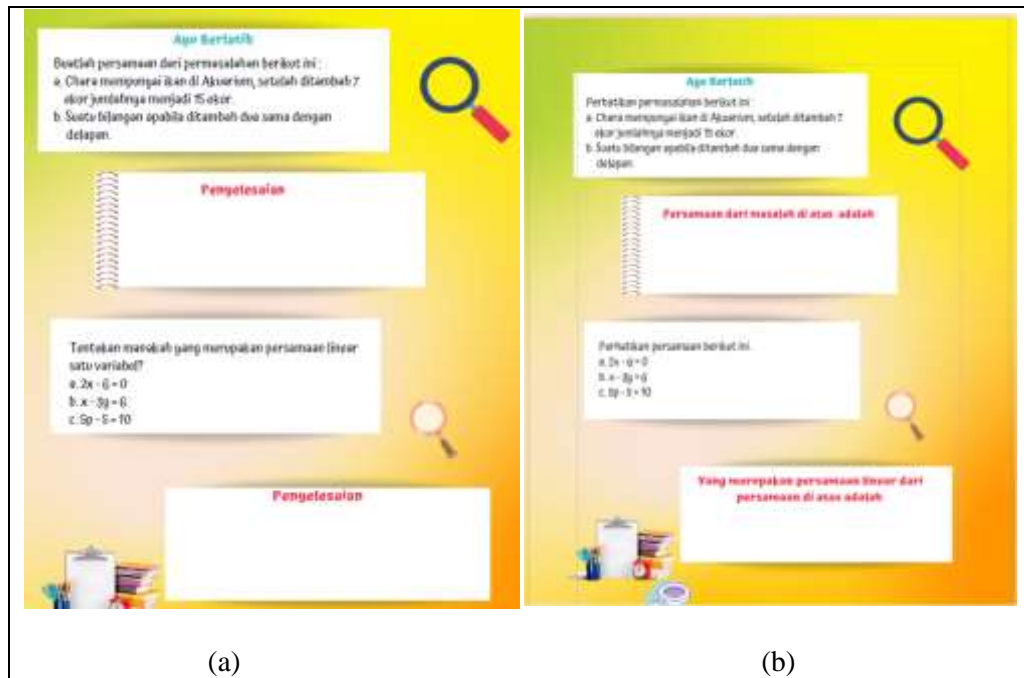 Ayo Berlatih
Buatlah persamaan dari permasalahan berikut ini :
a. Chara mempunyai ikan di Akuarium, setelah ditambah 7
ekor jumlahnya menjadi 15 ekor.
b. Suatu bilangan apabila ditambah dua sama dengan
delapan.
Penyelesaian
Tentukan manakah yang merupakan persamaan linear
satu variabel?
a. 2x - 6 = 0
b. x - 3y = 6
c. 5p - 5 = 10
Penyelesaian
(a)
Ayo Berlatih
Perhatikan permasalahan berikut ini :
a. Chara mempunyai ikan di Akuarium, setelah ditambah 7
ekor jumlahnya menjadi 15 ekor.
b. Suatu bilangan apabila ditambah dua sama dengan
delapan.
Persamaan dari masalah di atas adalah
Perhatikan persamaan berikut ini.
a. 2x - 6 = 0
b. x - 3y = 6
c. 5p - 5 = 10
Yang merupakan persamaan linear dari
persamaan di atas adalah
(b)